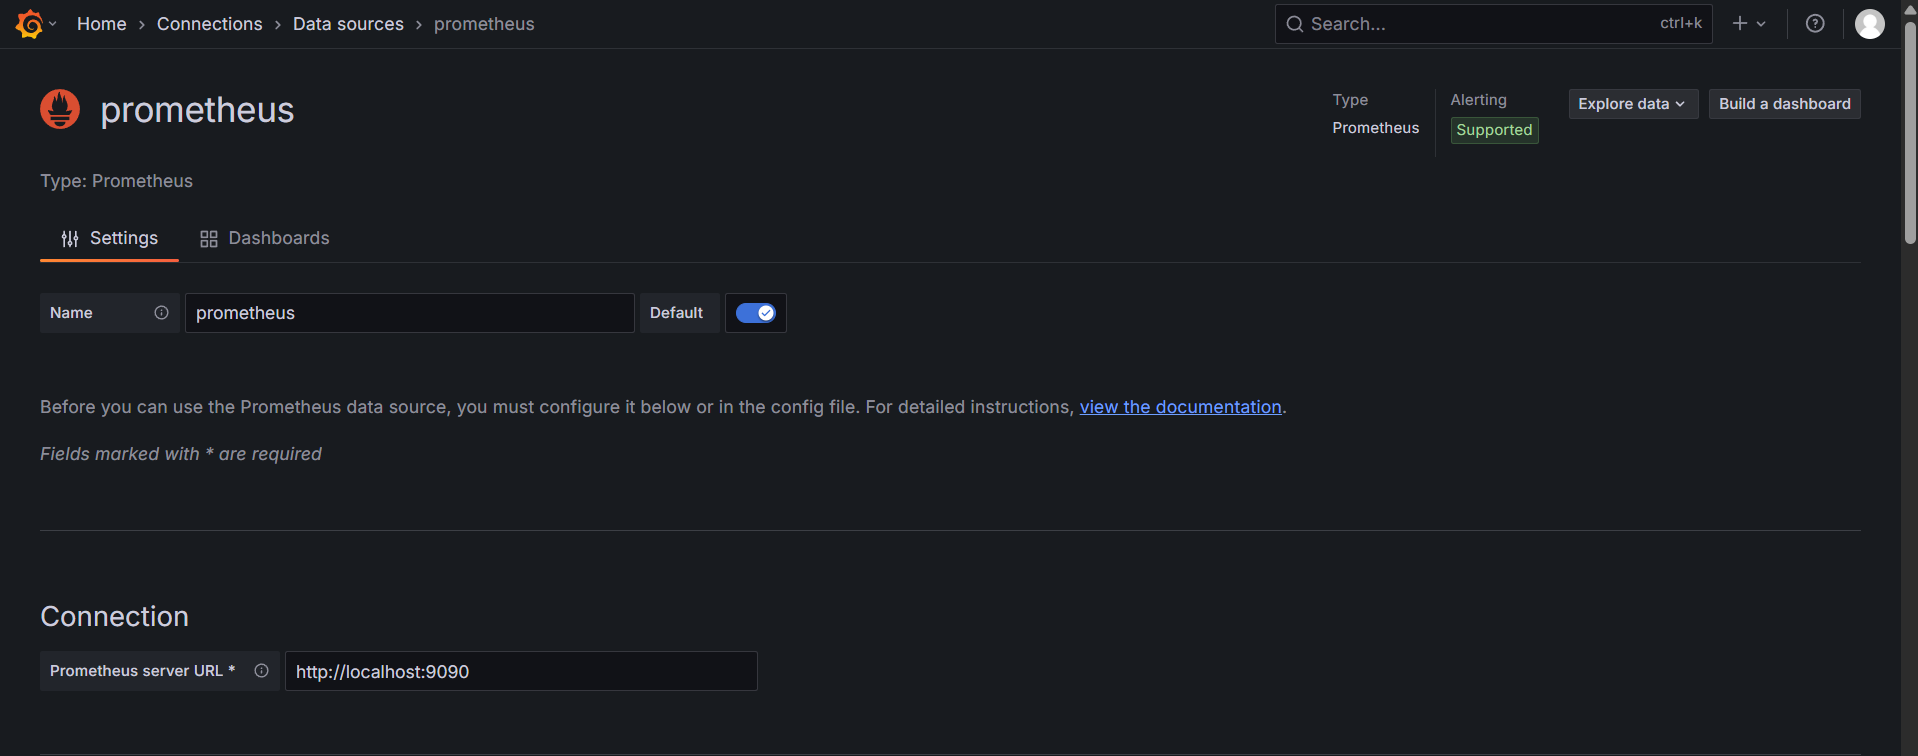 Home › Connections › Data sources › prometheus
Search... ctrl+k
prometheus
Type
Prometheus
Alerting
Supported
Explore data
Build a dashboard
Type: Prometheus
Settings
Dashboards
Name
prometheus
Default
Before you can use the Prometheus data source, you must configure it below or in the config file. For detailed instructions, view the documentation.
Fields marked with * are required
Connection
Prometheus server URL *
http://localhost:9090